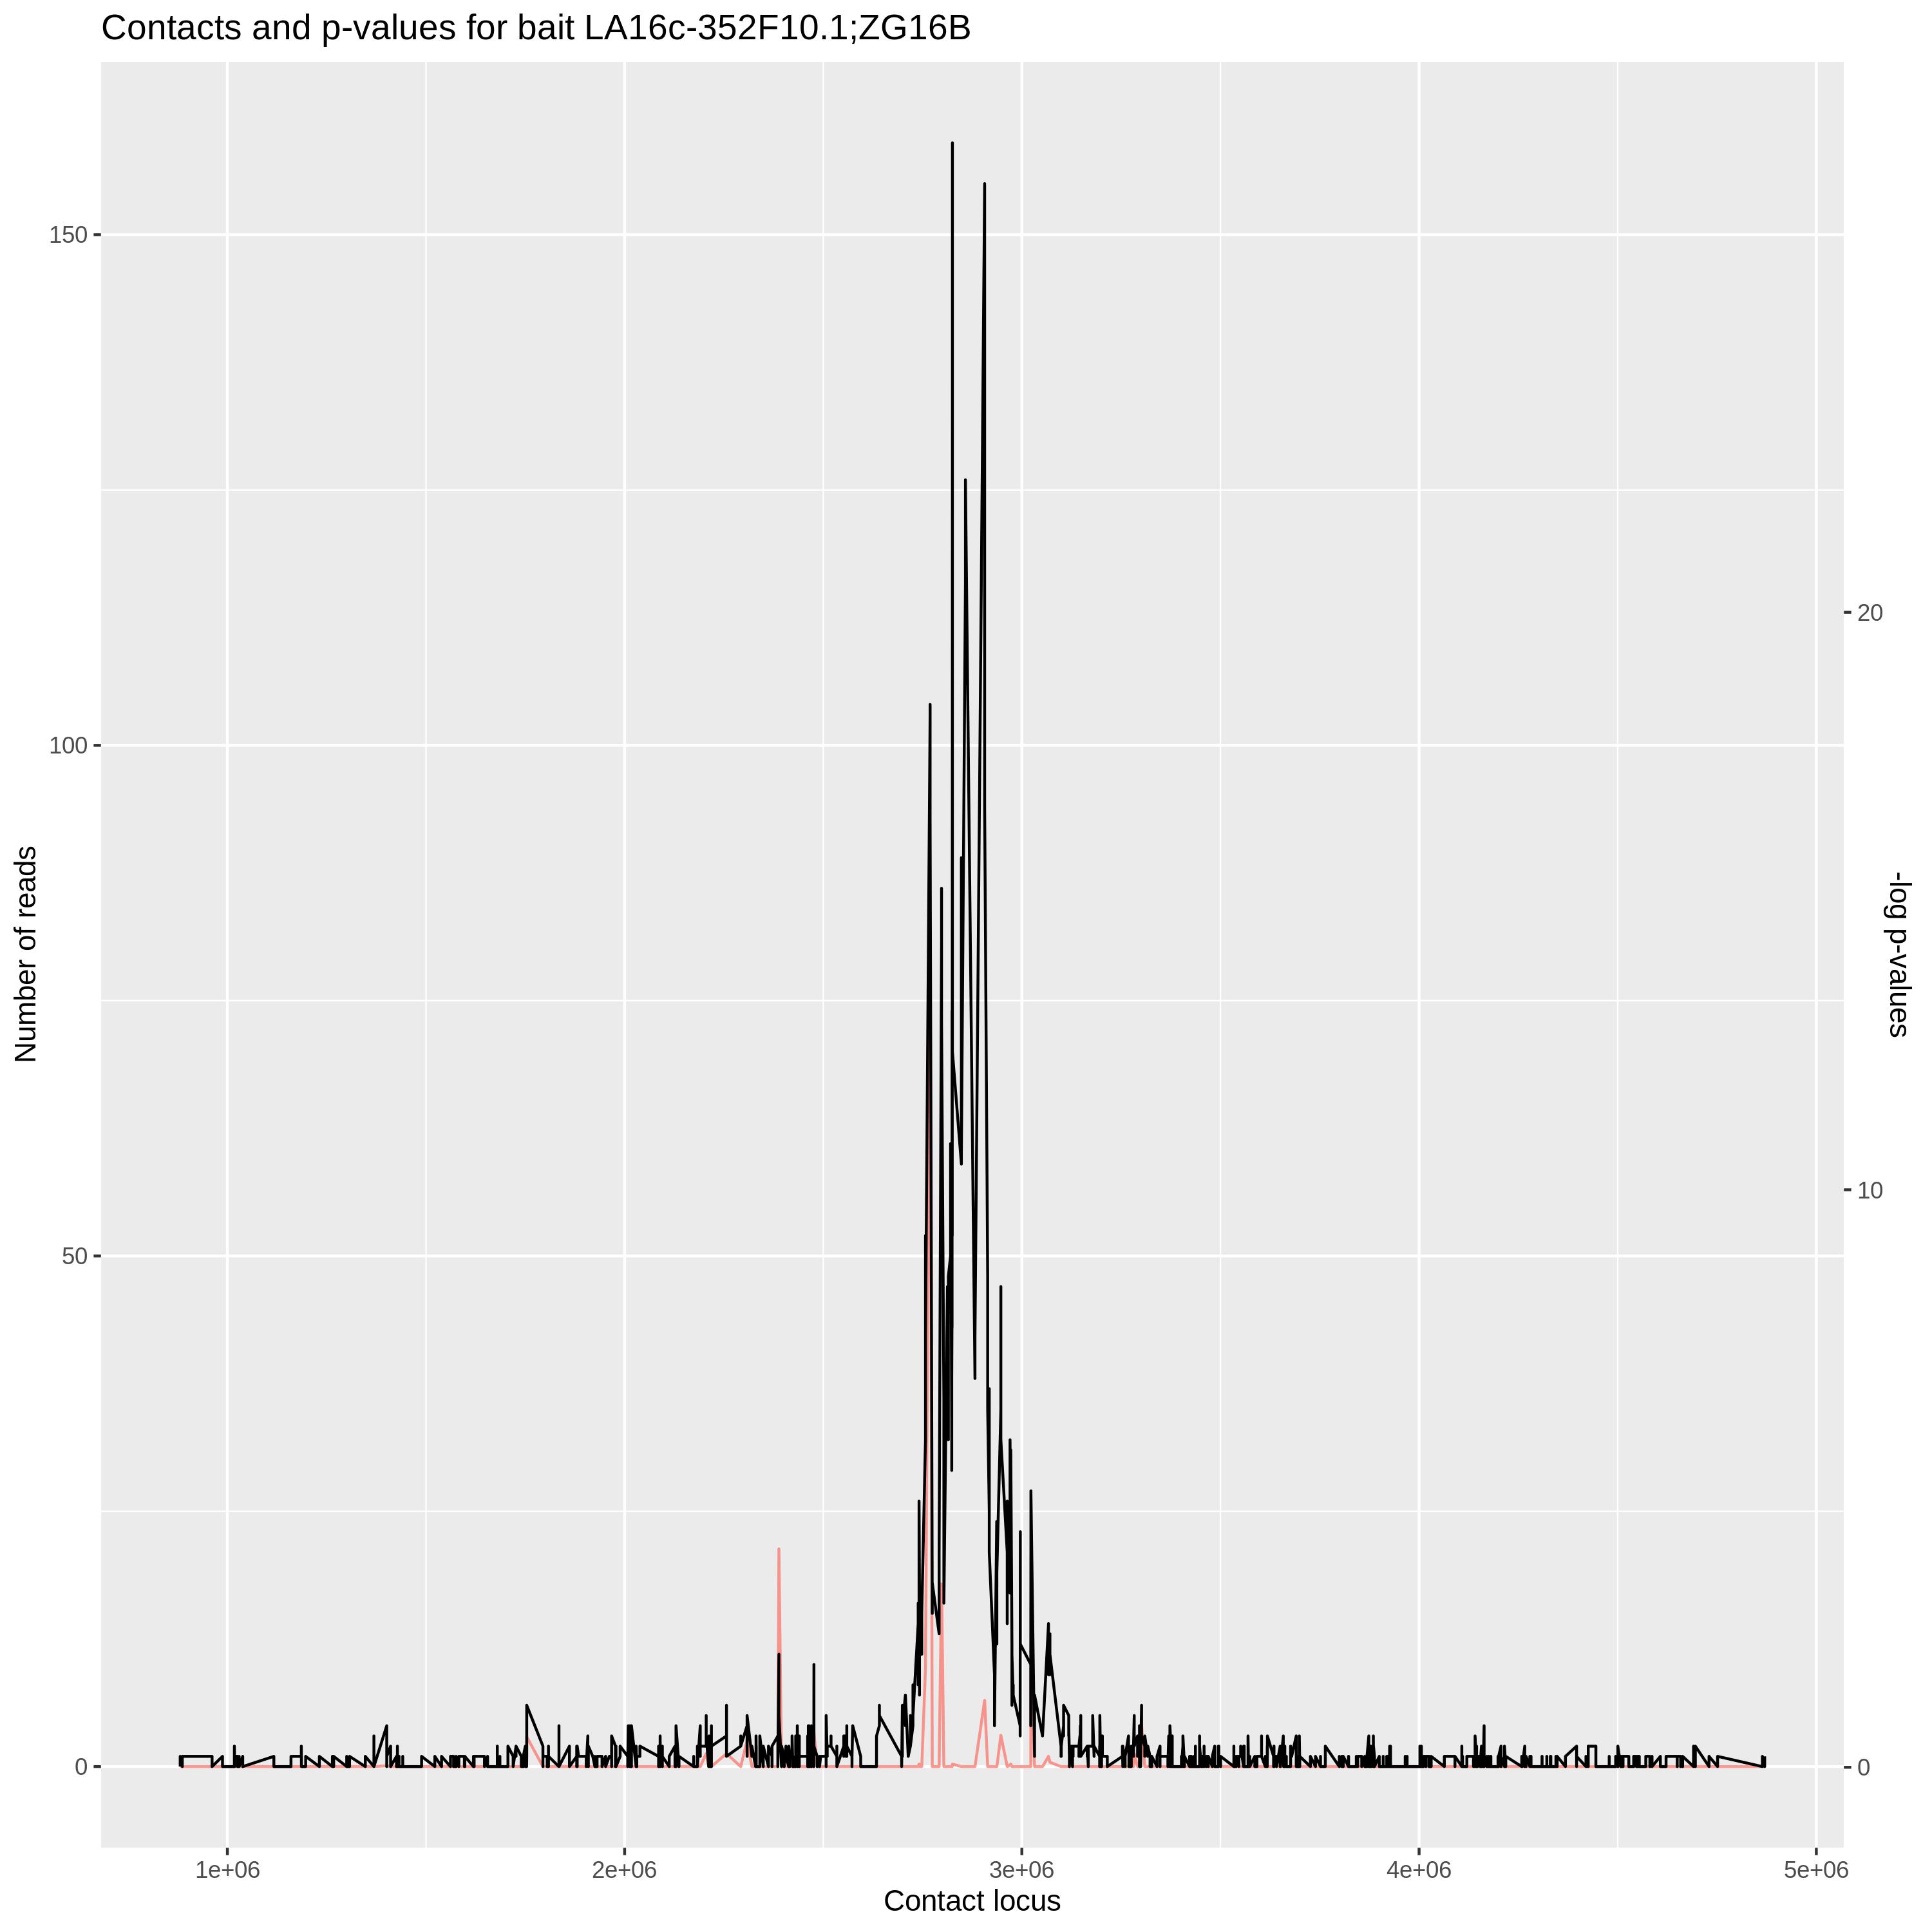 Contacts and p-values for bait LA16c-352F10.1;ZG16B
150
100
50
0
Number of reads
20
10
0
-log p-values
1e+06
2e+06
3e+06
4e+06
5e+06
Contact locus